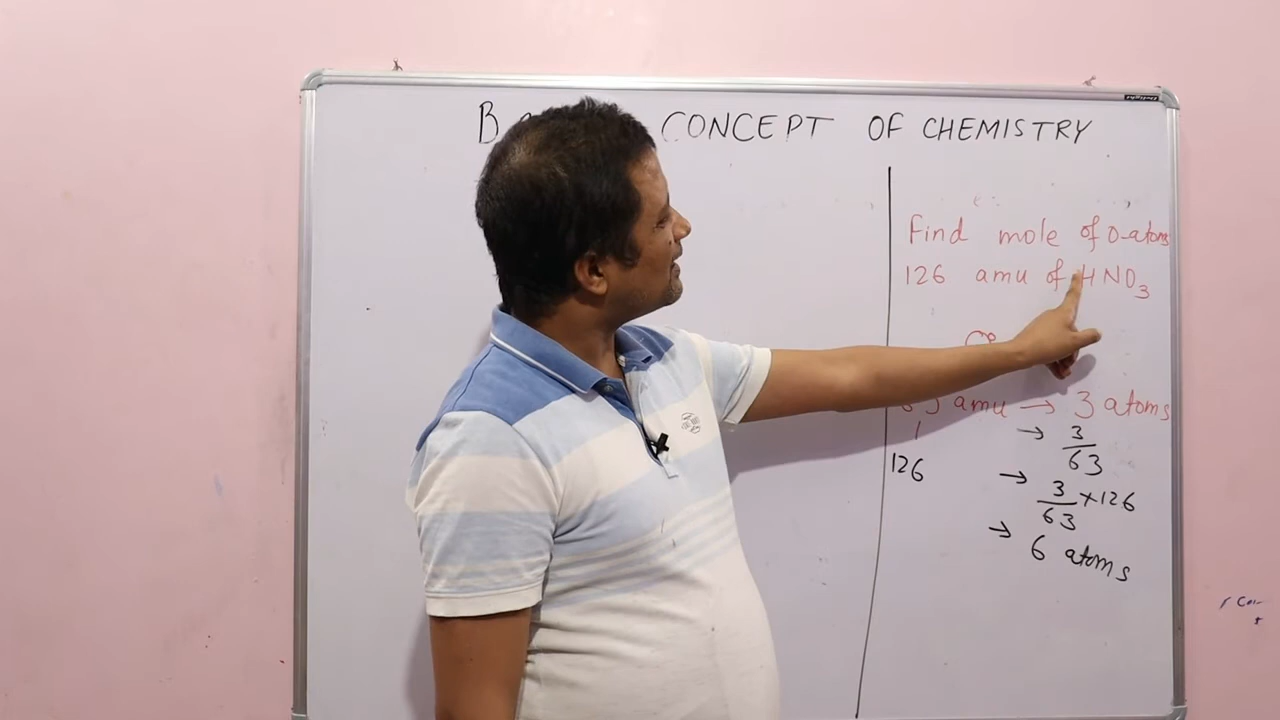 CONCEPT OF CHEMISTRY
Find mole of O-atoms
126 amu of HNO3
amu → 3 atoms
1 → 3/63
126 → 3/63 × 126
→ 6 atoms